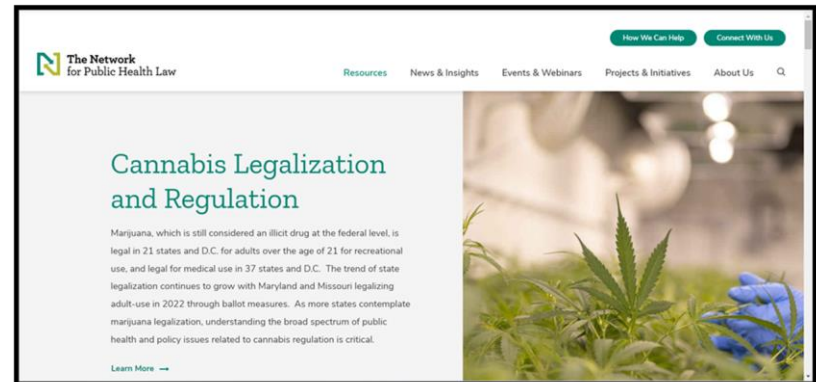 How We Can Help Connect With Us
The Network
for Public Health Law
Resources News & Insights Events & Webinars Projects & Initiatives About Us
Cannabis Legalization
and Regulation
Marijuana, which is still considered an illicit drug at the federal level, is
legal in 21 states and D.C. for adults over the age of 21 for recreational
use, and legal for medical use in 37 states and D.C. The trend of state
legalization continues to grow with Maryland and Missouri legalizing
adult-use in 2022 through ballot measures. As more states contemplate
marijuana legalization, understanding the broad spectrum of public
health and policy issues related to cannabis regulation is critical.
Learn More →